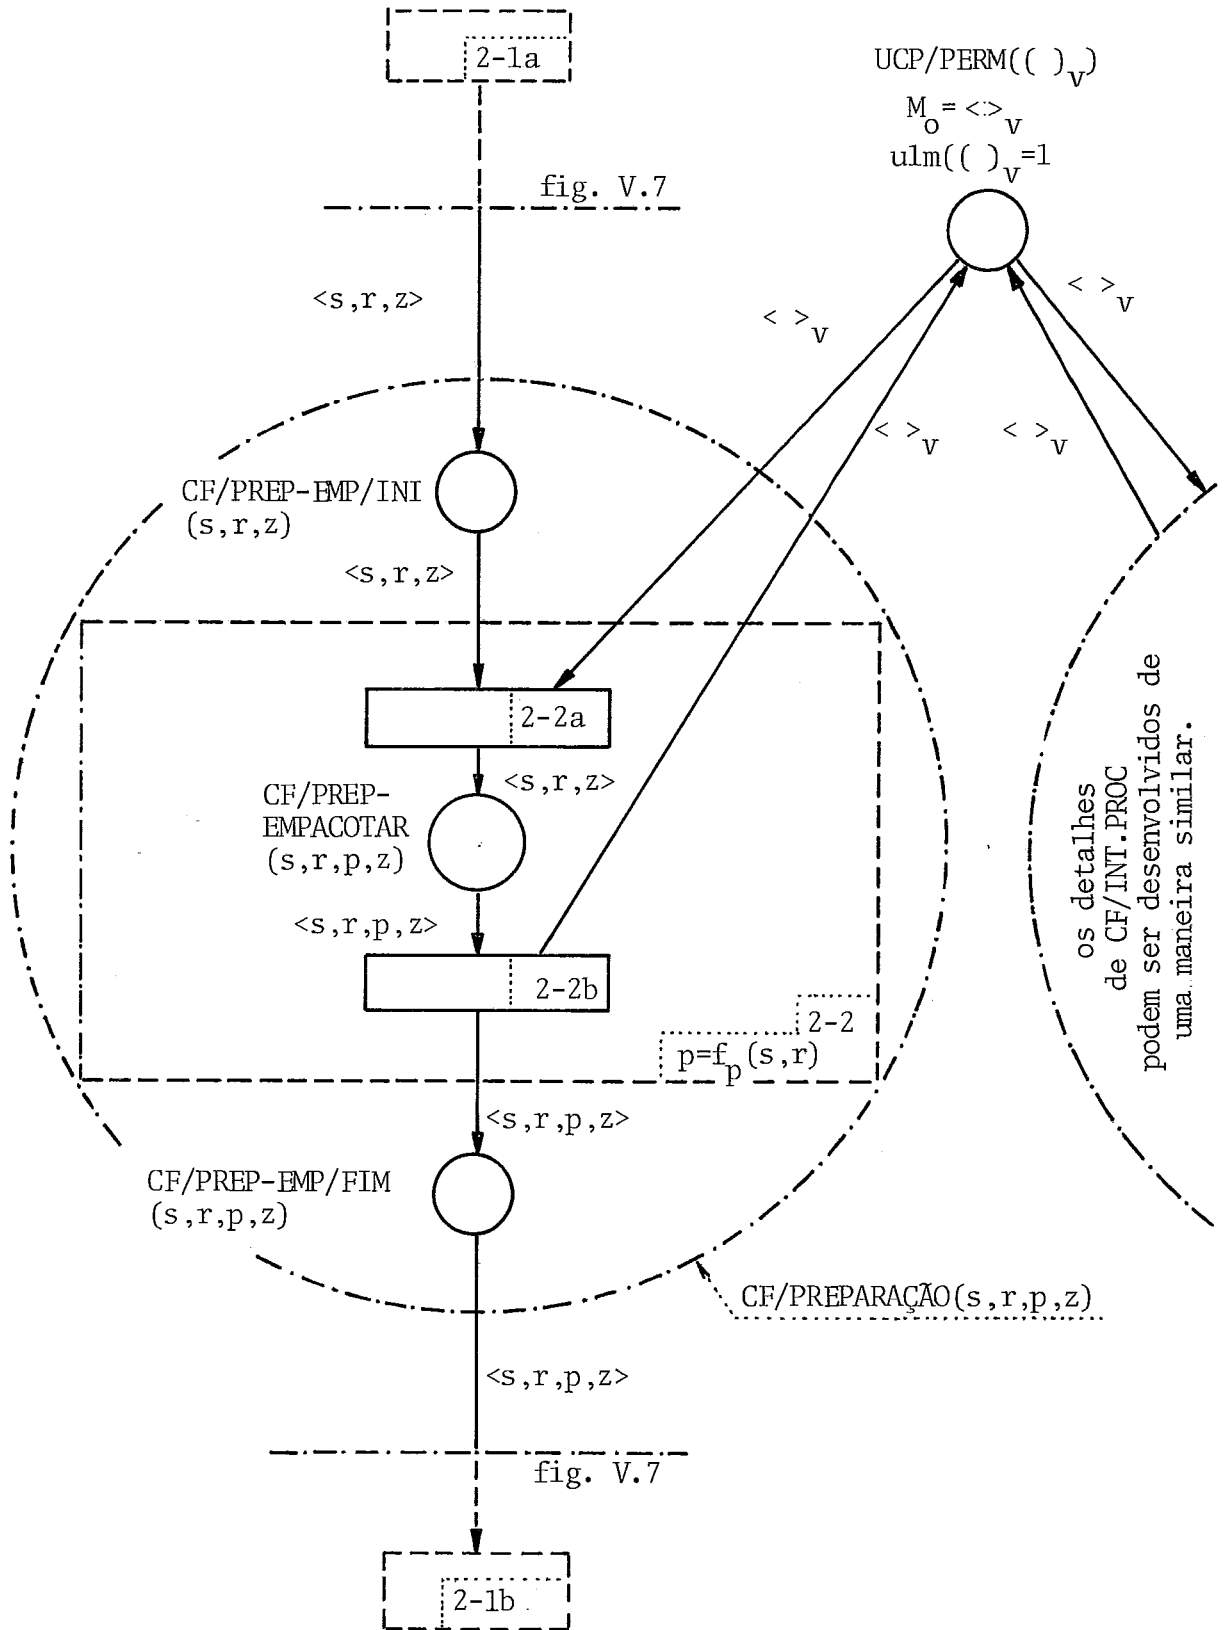 2-1a
UCP/PERM(( )v)
Mo = <>v
ulm(( )v=1
fig. V.7
<s,r,z>
< >v
< >v
< >v
< >v
CF/PREP-EMP/INI
(s,r,z)
<s,r,z>
2-2a
<s,r,z>
CF/PREP-
EMPACOTAR
(s,r,p,z)
<s,r,p,z>
2-2b
2-2
p=fp(s,r)
os detalhes
de CF/INT.PROC
podem ser desenvolvidos de
uma maneira similar.
<s,r,p,z>
CF/PREP-EMP/FIM
(s,r,p,z)
CF/PREPARAÇÃO(s,r,p,z)
<s,r,p,z>
fig. V.7
2-1b